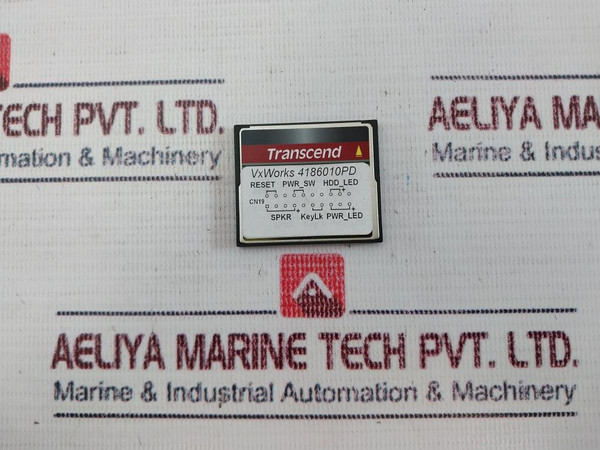 ECH PVT. LTD.
mation & Machinery
AELIYA MA
Marine & Indus
Transcend
VxWorks 4186010PD
RESET PWR_SW HDD_LED
CN19
SPKR KeyLk PWR_LED
AELIYA MARINE TECH PVT. LTD.
Marine & Industrial Automation & Machinery